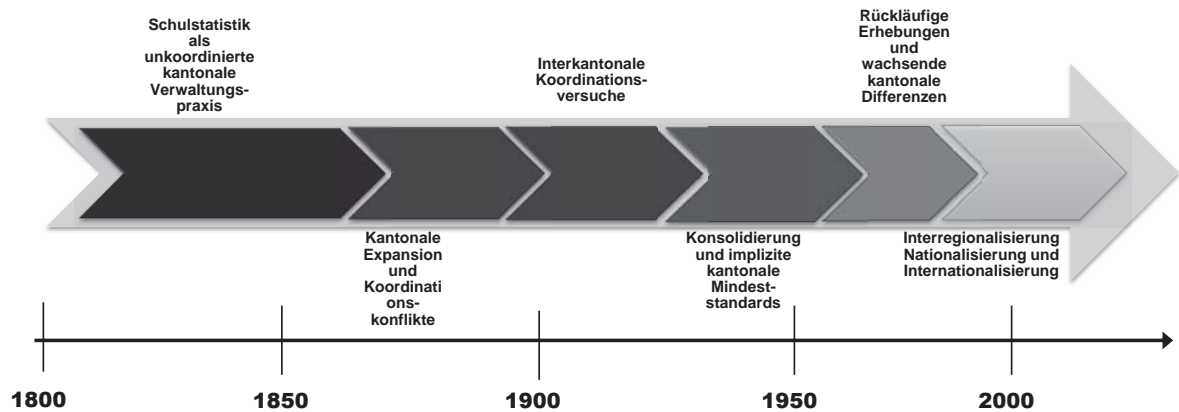 Schulstatistik
als
unkoordinierte
kantonale
Verwaltungs-
praxis
Kantonale
Expansion
und
Koordinati
ons-
konflikte
Interkantonale
Koordinations-
versuche
Konsolidierung
und implizite
kantonale
Mindest-
standards
Rückläufige
Erhebungen
und
wachsende
kantonale
Differenzen
Interregionalisierung
Nationalisierung und
Internationalisierung
1800
1850
1900
1950
2000